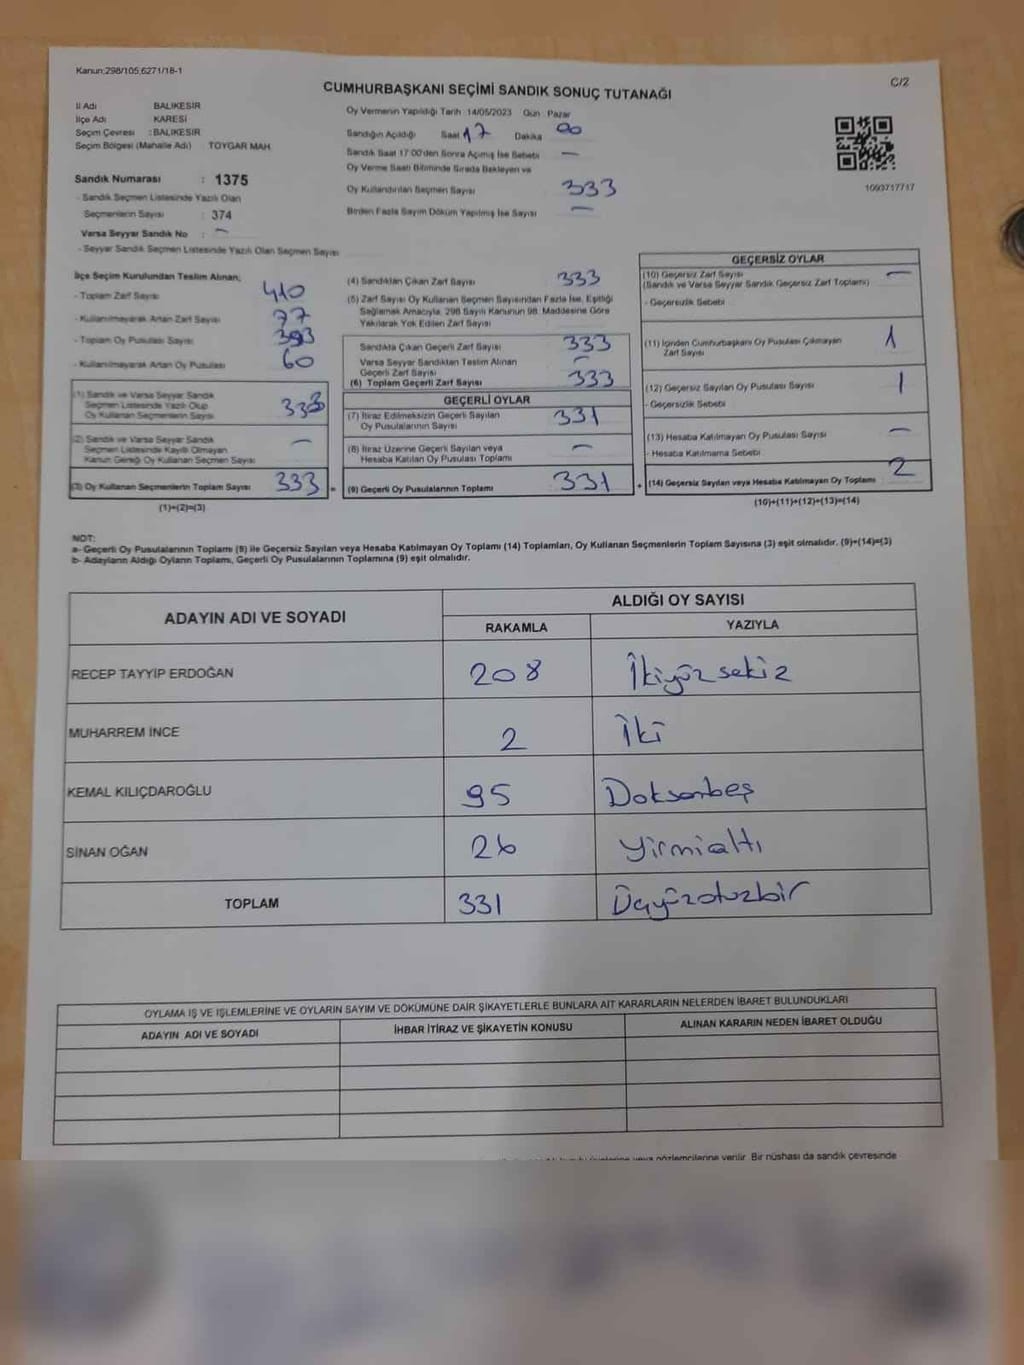 Kanun;298/105;6271/18-1
C/2
CUMHURBAŞKANI SEÇİMİ SANDIK SONUÇ TUTANAĞI
İl Adı BALIKESİR
İlçe Adı KARESİ
Seçim Çevresi : BALIKESİR
Seçim Bölgesi (Mahalle Adı) TOYGAR MAH
Sandık Numarası : 1375
- Sandık Seçmen Listesinde Yazılı Olan
Seçmenlerin Sayısı : 374
Varsa Seyyar Sandık No : -
- Seyyar Sandık Seçmen Listesinde Yazılı Olan Seçmen Sayısı
Oy Vermenin Yapıldığı Tarih 14/05/2023 Gün Pazar
Sandığın Açıldığı Saat 17 Dakika 00
Sandık Saat 17:00'den Sonra Açımış İse Sebebi -
Oy Verme Saati Bitiminde Sırada Bekleyen ve
Oy Kullandırılan Seçmen Sayısı 333
Birden Fazla Sayım Döküm Yapılmış İse Sayısı -
1093717717
İlçe Seçim Kurulundan Teslim Alınan;
- Toplam Zarf Sayısı 410
- Kullanılmayarak Artan Zarf Sayısı 77
- Toplam Oy Pusulası Sayısı 393
- Kullanılmayarak Artan Oy Pusulası 60
(1) Sandık ve Varsa Seyyar Sandık
Seçmen Listesinde Yazılı Olup
Oy Kullanan Seçmenlerin Sayısı 333
(2) Sandık ve Varsa Seyyar Sandık
Seçmen Listesinde Kayıtlı Olmayan
Kanun Gereği Oy Kullanan Seçmen Sayısı -
(3) Oy Kullanan Seçmenlerin Toplam Sayısı 333 =
(1)+(2)=(3)
(4) Sandıktan Çıkan Zarf Sayısı 333
(5) Zarf Sayısı Oy Kullanan Seçmen Sayısından Fazla İse, Eşitliği
Sağlamak Amacıyla, 298 Sayılı Kanunun 98. Maddesine Göre
Yakılarak Yok Edilen Zarf Sayısı
Sandıkta Çıkan Geçerli Zarf Sayısı 333
Varsa Seyyar Sandıktan Teslim Alınan
Geçerli Zarf Sayısı -
(6) Toplam Geçerli Zarf Sayısı 333
GEÇERLİ OYLAR
(7) İtiraz Edilmeksizin Geçerli Sayılan
Oy Pusulalarının Sayısı 331
(8) İtiraz Üzerine Geçerli Sayılan veya
Hesaba Katılan Oy Pusulası Toplamı -
(9) Geçerli Oy Pusulalarının Toplamı 331 +
GEÇERSİZ OYLAR
(10) Geçersiz Zarf Sayısı -
(Sandık ve Varsa Seyyar Sandık Geçersiz Zarf Toplamı)
- Geçersizlik Sebebi
(11) İçinden Cumhurbaşkanı Oy Pusulası Çıkmayan
Zarf Sayısı 1
(12) Geçersiz Sayılan Oy Pusulası Sayısı 1
- Geçersizlik Sebebi
(13) Hesaba Katılmayan Oy Pusulası Sayısı -
- Hesaba Katılmama Sebebi
(14) Geçersiz Sayılan veya Hesaba Katılmayan Oy Toplamı 2
(10)+(11)+(12)+(13)=(14)
NOT:
a- Geçerli Oy Pusulalarının Toplamı (9) ile Geçersiz Sayılan veya Hesaba Katılmayan Oy Toplamı (14) Toplamları, Oy Kullanan Seçmenlerin Toplam Sayısına (3) eşit olmalıdır. (9)+(14)=(3)
b- Adayların Aldığı Oyların Toplamı, Geçerli Oy Pusulalarının Toplamına (9) eşit olmalıdır.
ADAYIN ADI VE SOYADI
ALDIĞI OY SAYISI
RAKAMLA YAZIYLA
RECEP TAYYİP ERDOĞAN 208 İkiyüzsekiz
MUHARREM İNCE 2 İki
KEMAL KILIÇDAROĞLU 95 Doksanbeş
SİNAN OĞAN 26 yirmialtı
TOPLAM 331 Üçyüzotuzbir
OYLAMA İŞ VE İŞLEMLERİNE VE OYLARIN SAYIM VE DÖKÜMÜNE DAİR ŞİKAYETLERLE BUNLARA AİT KARARLARIN NELERDEN İBARET BULUNDUKLARI
ADAYIN ADI VE SOYADI İHBAR İTİRAZ VE ŞİKAYETİN KONUSU ALINAN KARARIN NEDEN İBARET OLDUĞU
veya gözlemcilerine verilir. Bir nüshası da sandık çevresinde